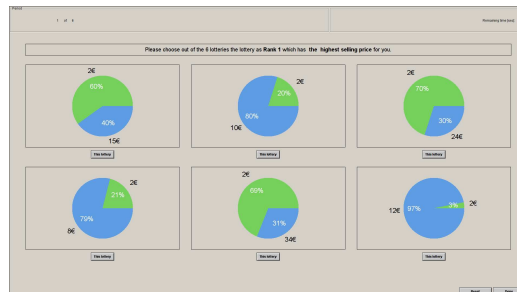 Period
1 of 6
Remaining time [sec]
Please choose out of the 6 lotteries the lottery as Rank 1 which has the highest selling price for you.
2€
60%
40%
15€
This lottery
2€
20%
80%
10€
This lottery
2€
70%
30%
24€
This lottery
2€
21%
79%
8€
This lottery
2€
69%
31%
34€
This lottery
12€
97%
3%
2€
This lottery